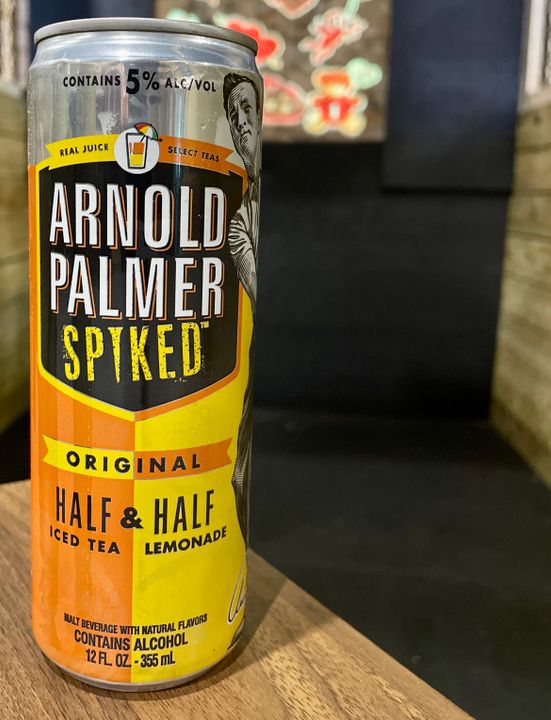 CONTAINS 5% ALC/VOL
REAL JUICE SELECT TEAS
ARNOLD
PALMER
SPIKED™
ORIGINAL
HALF & HALF
ICED TEA LEMONADE
MALT BEVERAGE WITH NATURAL FLAVORS
CONTAINS ALCOHOL
12 FL. OZ. - 355 mL